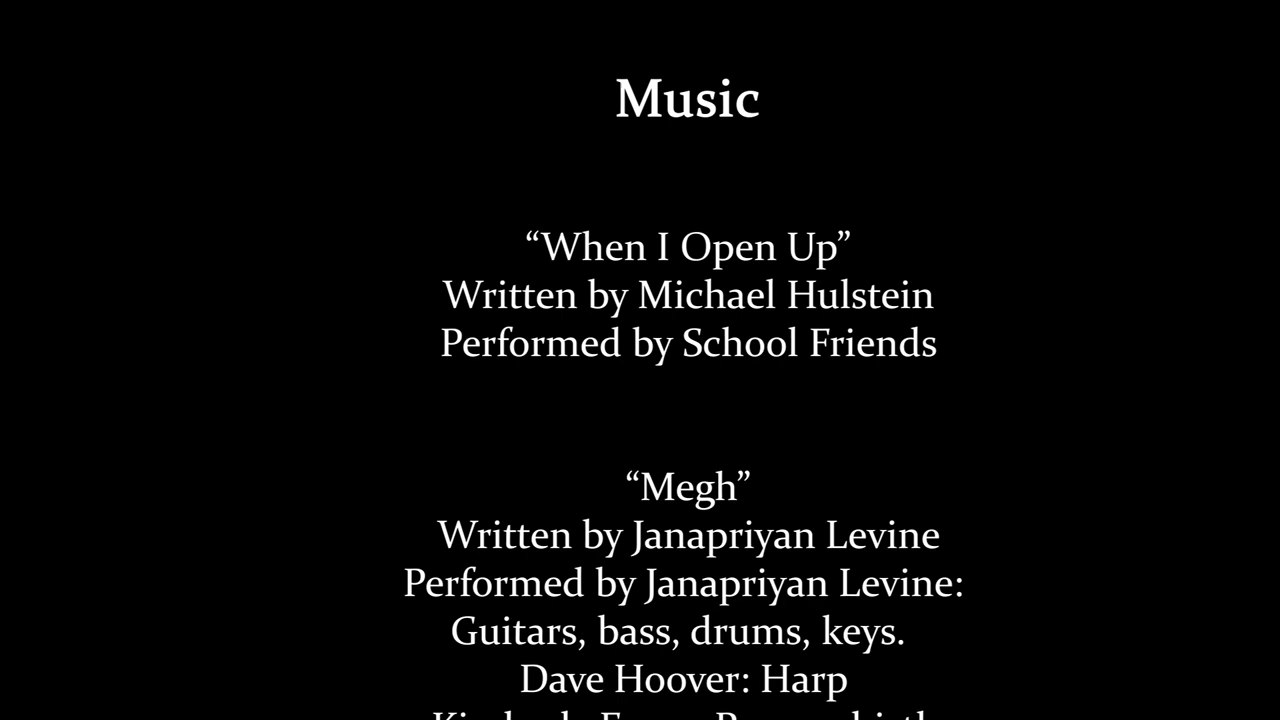 Music
“When I Open Up”
Written by Michael Hulstein
Performed by School Friends
“Megh”
Written by Janapriyan Levine
Performed by Janapriyan Levine:
Guitars, bass, drums, keys.
Dave Hoover: Harp